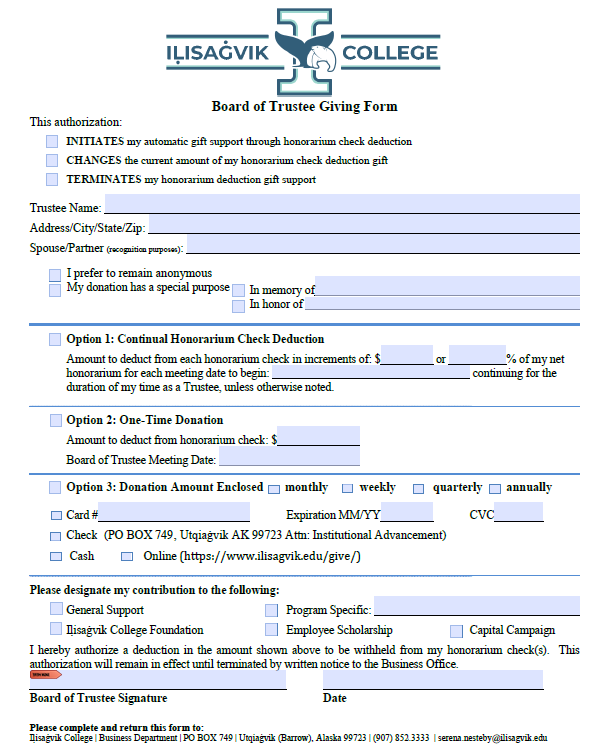 IḶISAĠVIK COLLEGE
Board of Trustee Giving Form
This authorization:
INITIATES my automatic gift support through honorarium check deduction
CHANGES the current amount of my honorarium check deduction gift
TERMINATES my honorarium deduction gift support
Trustee Name:
Address/City/State/Zip:
Spouse/Partner (recognition purposes):
I prefer to remain anonymous
My donation has a special purpose In memory of
In honor of
Option 1: Continual Honorarium Check Deduction
Amount to deduct from each honorarium check in increments of: $ or % of my net
honorarium for each meeting date to begin: continuing for the
duration of my time as a Trustee, unless otherwise noted.
Option 2: One-Time Donation
Amount to deduct from honorarium check: $
Board of Trustee Meeting Date:
Option 3: Donation Amount Enclosed monthly weekly quarterly annually
Card # Expiration MM/YY CVC
Check (PO BOX 749, Utqiaġvik AK 99723 Attn: Institutional Advancement)
Cash Online (https://www.ilisagvik.edu/give/)
Please designate my contribution to the following:
General Support Program Specific:
Iḷisaġvik College Foundation Employee Scholarship Capital Campaign
I hereby authorize a deduction in the amount shown above to be withheld from my honorarium check(s). This
authorization will remain in effect until terminated by written notice to the Business Office.
Board of Trustee Signature Date
Please complete and return this form to:
Iḷisaġvik College | Business Department | PO BOX 749 | Utqiaġvik (Barrow), Alaska 99723 | (907) 852.3333 | serena.nesteby@ilisagvik.edu